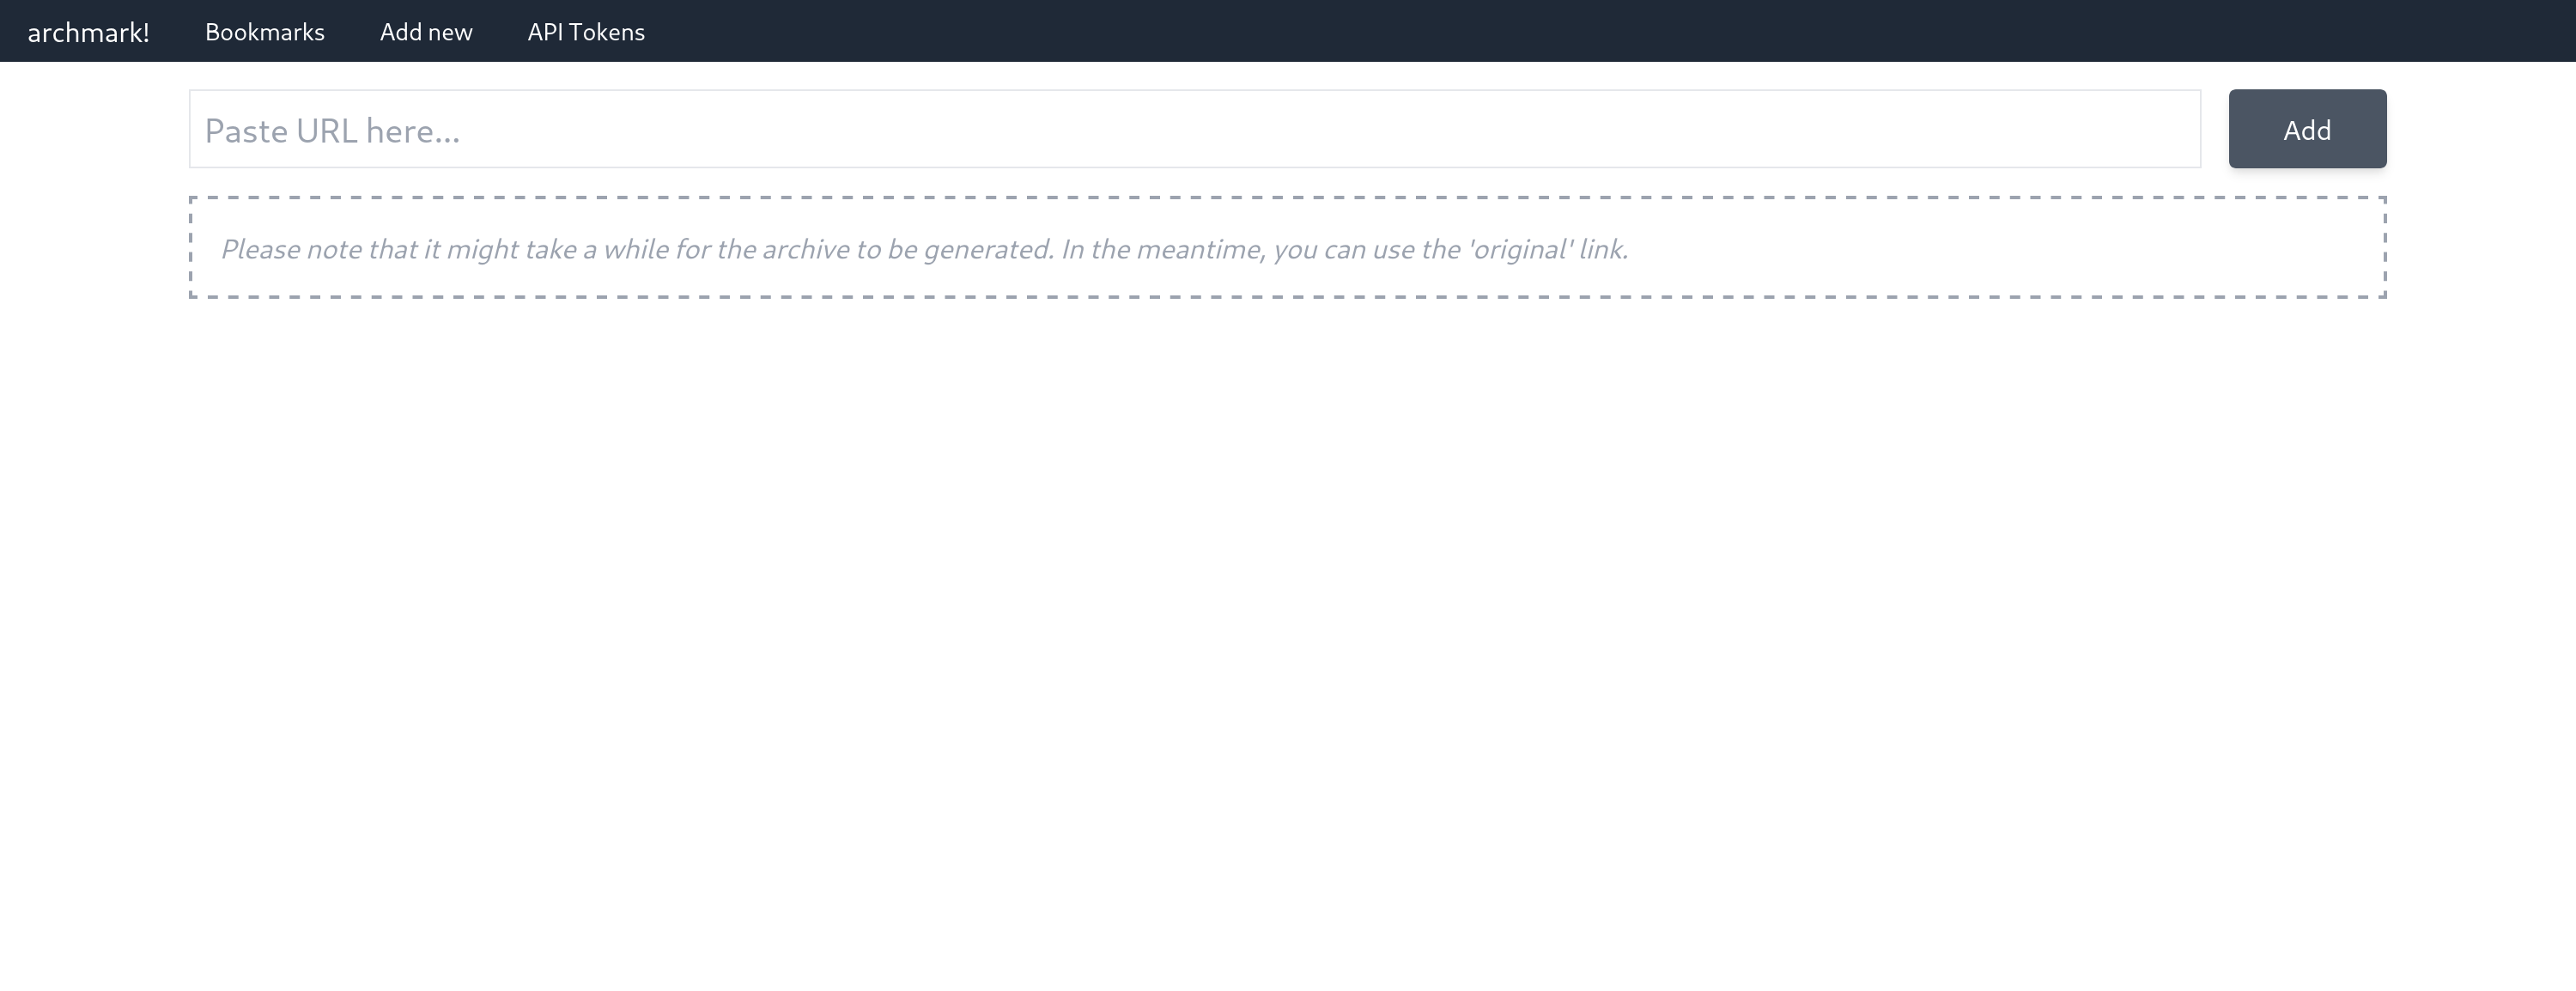 archmark! Bookmarks Add new API Tokens
Paste URL here... Add
Please note that it might take a while for the archive to be generated. In the meantime, you can use the 'original' link.